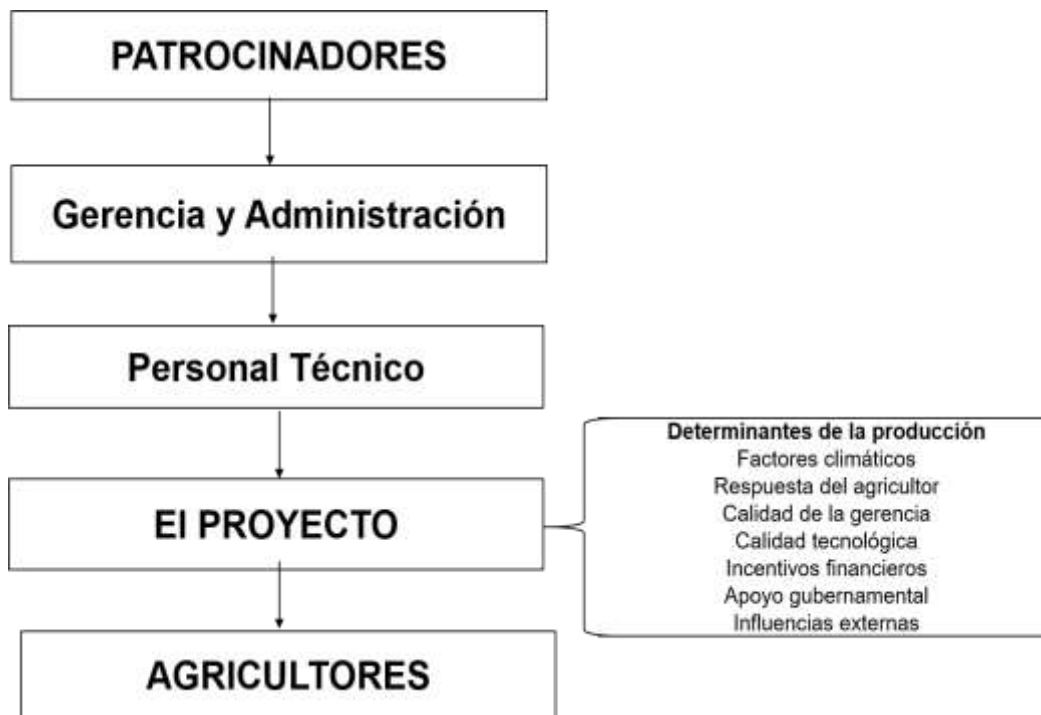 PATROCINADORES
Gerencia y Administración
Personal Técnico
El PROYECTO
AGRICULTORES
Determinantes de la producción
Factores climáticos
Respuesta del agricultor
Calidad de la gerencia
Calidad tecnológica
Incentivos financieros
Apoyo gubernamental
Influencias externas